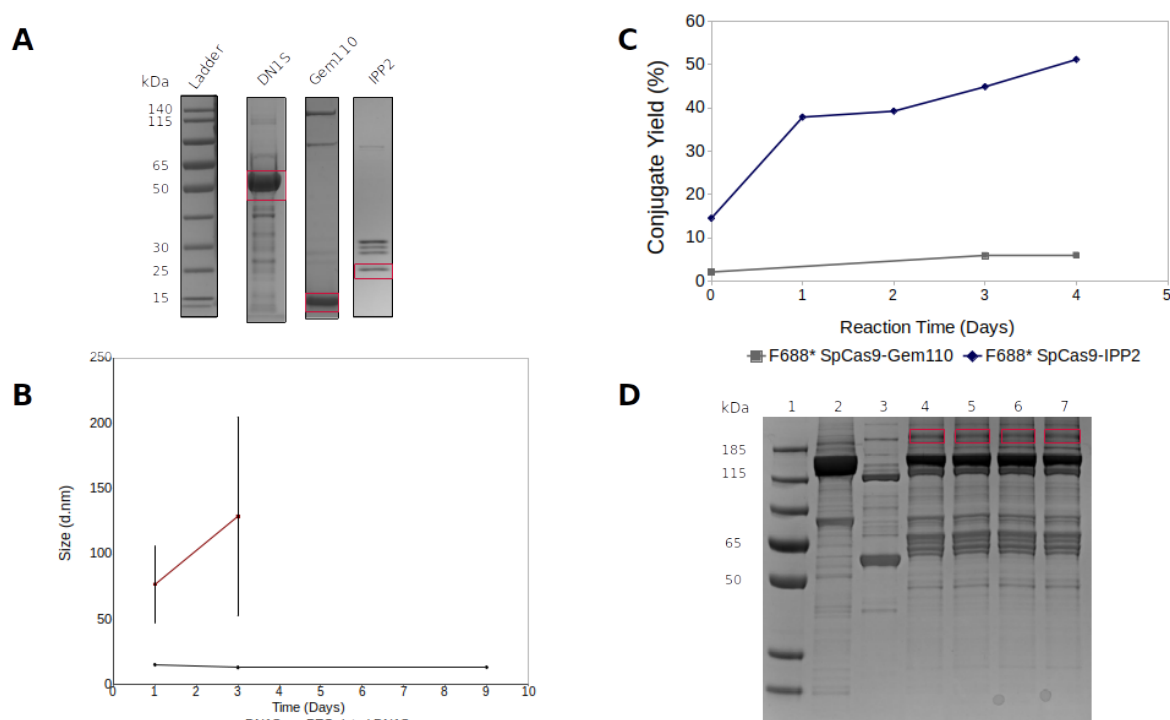 A
kDa
Ladder
DN1S
Gem110
IPP2
140
115
65
50
30
25
15
B
250
200
150
100
50
0
Size (d.nm)
0 1 2 3 4 5 6 7 8 9 10
Time (Days)
C
60
50
40
30
20
10
0
Conjugate Yield (%)
0 1 2 3 4 5
Reaction Time (Days)
F688* SpCas9-Gem110 F688* SpCas9-IPP2
D
kDa 1 2 3 4 5 6 7
185
115
65
50